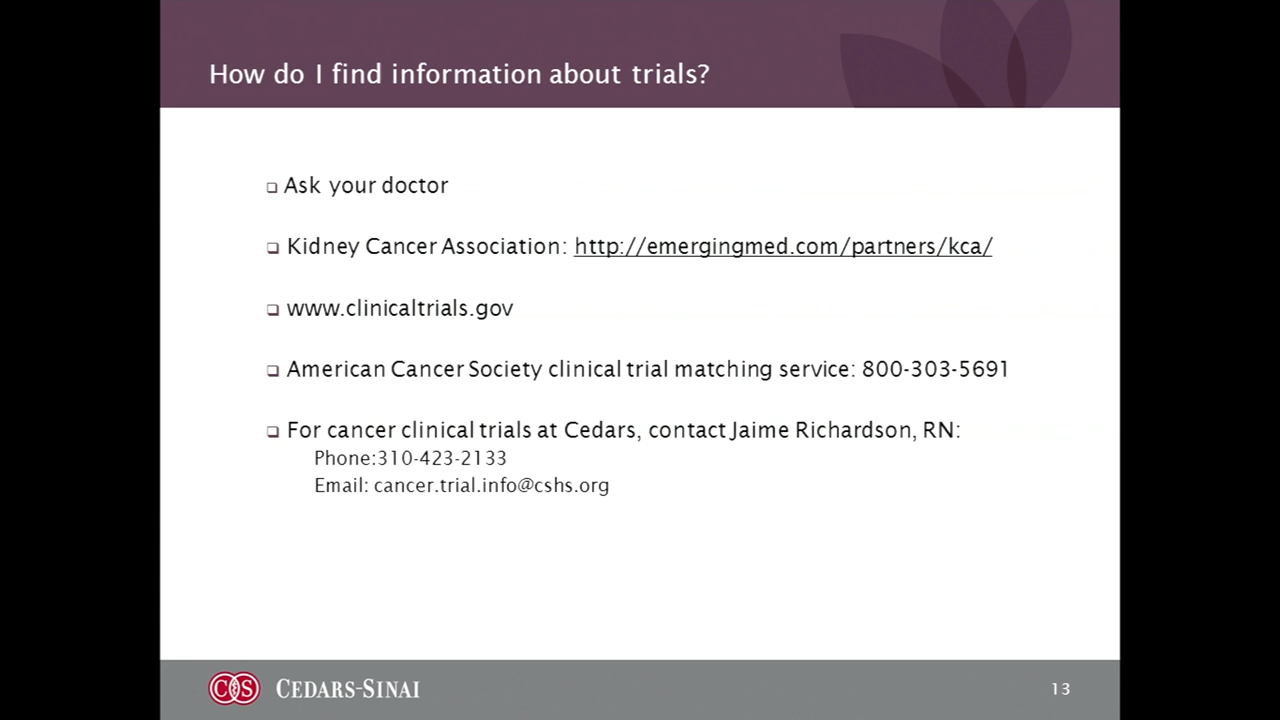 How do I find information about trials?
Ask your doctor
Kidney Cancer Association: http://emergingmed.com/partners/kca/
www.clinicaltrials.gov
American Cancer Society clinical trial matching service: 800-303-5691
For cancer clinical trials at Cedars, contact Jaime Richardson, RN:
Phone:310-423-2133
Email: cancer.trial.info@cshs.org
CS CEDARS-SINAI
13